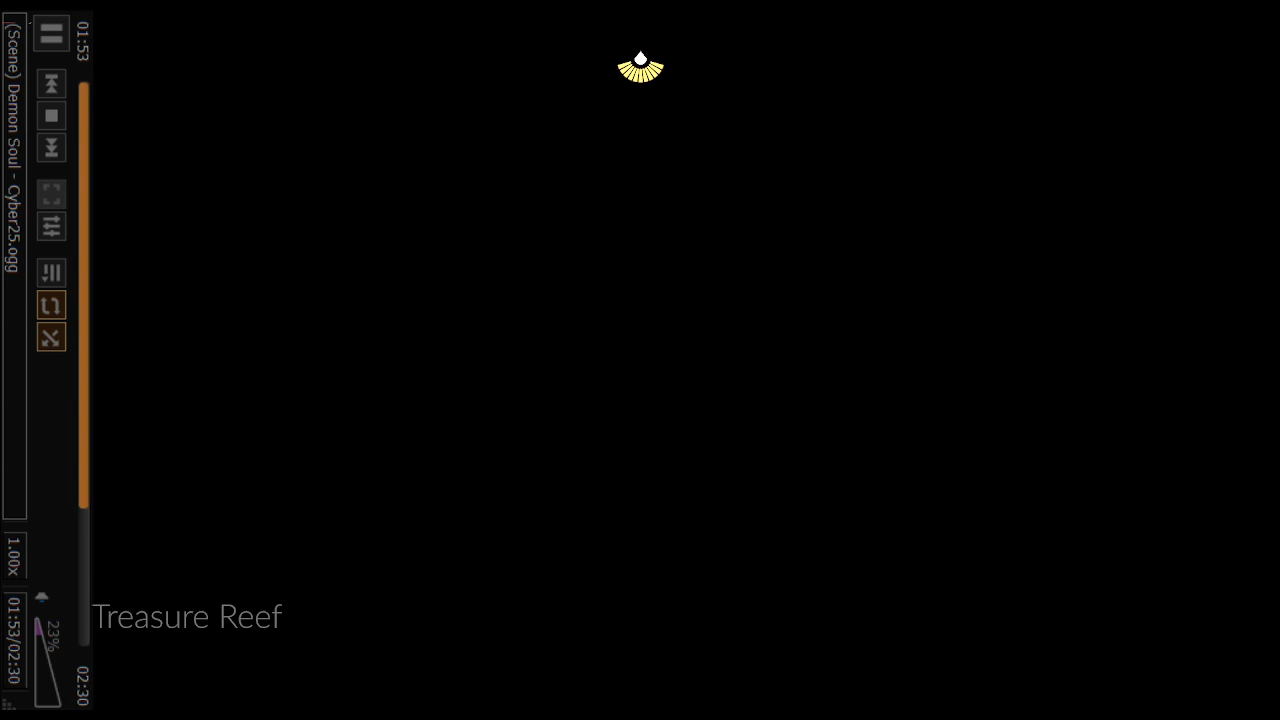 01:53
02:30
23%
(Scene) Demon Soul - Cyber25.ogg
1.00x
01:53/02:30
Treasure Reef